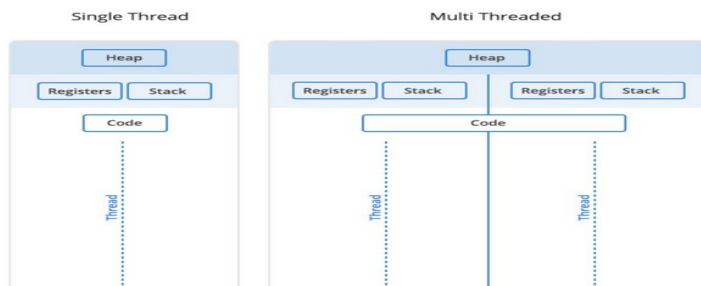 Single Thread Multi Threaded
Heap Heap
Registers Stack Registers Stack Registers Stack
Code Code
Thread Thread Thread